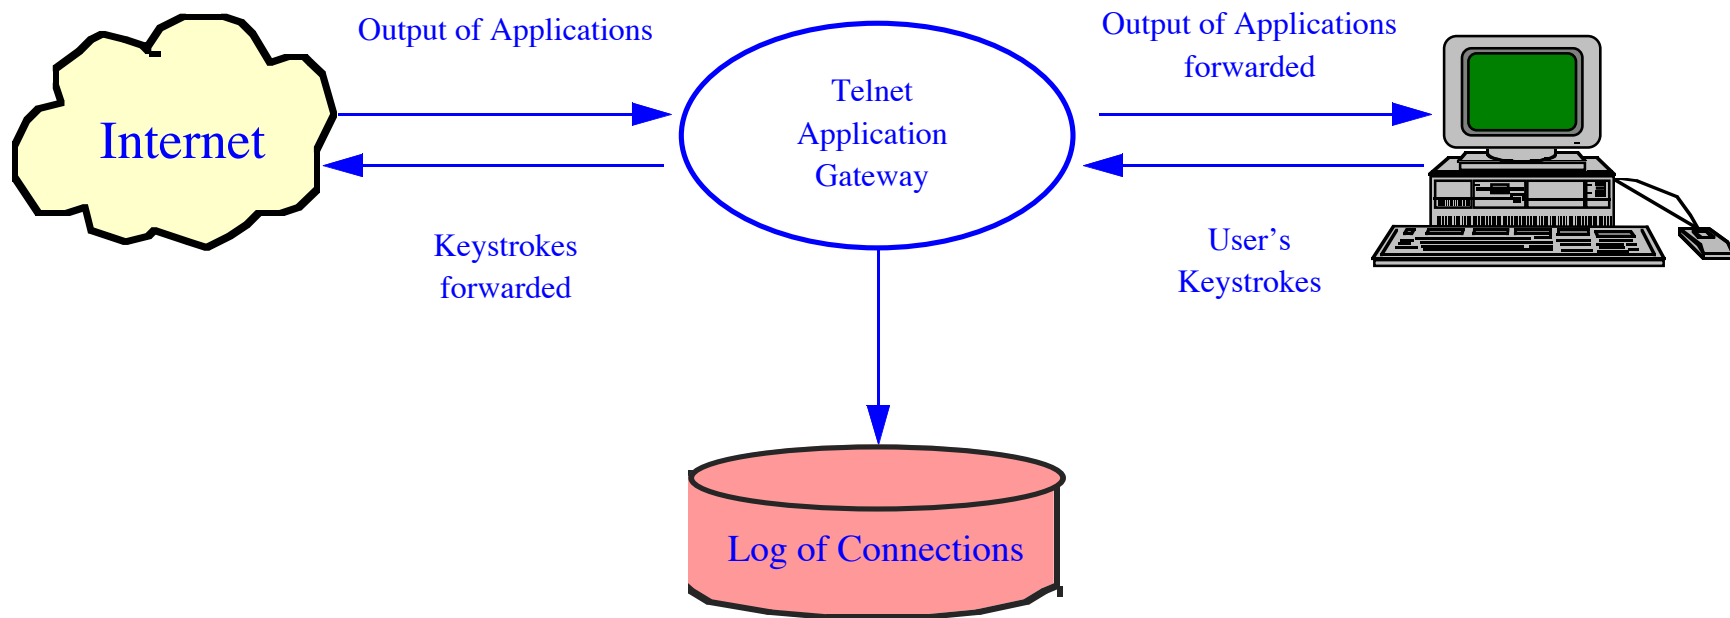 Output of Applications
Output of Applications
forwarded
Internet
Telnet
Application
Gateway
Keystrokes
forwarded
User’s
Keystrokes
Log of Connections